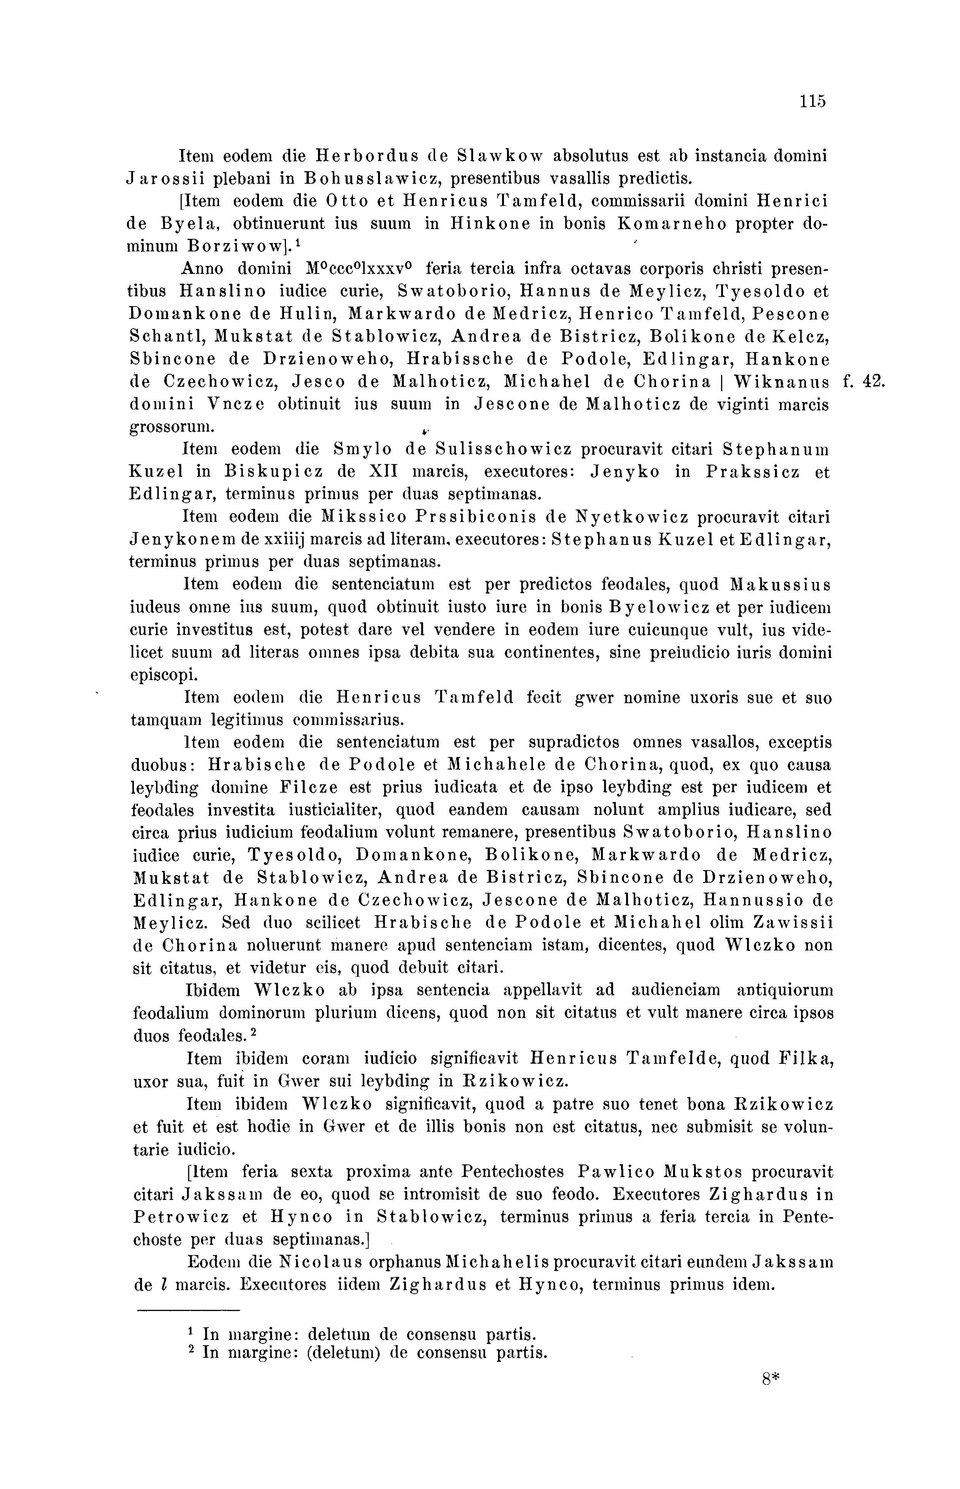 115
Item eodem die Herbordus de Slawkow absolutus est ab instancia domini
Jarossii plebani in Bohusslawicz, presentibus vasallis predictis.
[Item eodem die Otto et Henricus Tamfeld, commissarii domini Henrici
de Byela, obtinuerunt ius suum in Hinkone in bonis Komarneho propter do-
minum Borziwow].¹
Anno domini M⁰ccc⁰lxxxv⁰ feria tercia infra octavas corporis christi presen-
tibus Hanslino iudice curie, Swatoborio, Hannus de Meylicz, Tyesoldo et
Domankone de Hulin, Markwardo de Medricz, Henrico Tamfeld, Pescone
Schantl, Mukstat de Stablowicz, Andrea de Bistricz, Bolikone de Kelcz,
Sbincone de Drzienoweho, Hrabissche de Podole, Edlingar, Hankone
de Czechowicz, Jesco de Malhoticz, Michahel de Chorina | Wiknanus f. 42.
domini Vncze obtinuit ius suum in Jescone de Malhoticz de viginti marcis
grossorum.
Item eodem die Smylo de Sulisschowicz procuravit citari Stephanum
Kuzel in Biskupicz de XII marcis, executores: Jenyko in Prakssicz et
Edlingar, terminus primus per duas septimanas.
Item eodem die Mikssico Prssibiconis de Nyetkowicz procuravit citari
Jenykonem de xxiiij marcis ad literam, executores: Stephanus Kuzel et Edlingar,
terminus primus per duas septimanas.
Item eodem die sentenciatum est per predictos feodales, quod Makussius
iudeus omne ius suum, quod obtinuit iusto iure in bonis Byelowicz et per iudicem
curie investitus est, potest dare vel vendere in eodem iure cuicunque vult, ius vide-
licet suum ad literas omnes ipsa debita sua continentes, sine preiudicio iuris domini
episcopi.
Item eodem die Henricus Tamfeld fecit gwer nomine uxoris sue et suo
tamquam legitimus commissarius.
Item eodem die sentenciatum est per supradictos omnes vasallos, exceptis
duobus: Hrabische de Podole et Michahele de Chorina, quod, ex quo causa
leybding domine Filcze est prius iudicata et de ipso leybding est per iudicem et
feodales investita iusticialiter, quod eandem causam nolunt amplius iudicare, sed
circa prius iudicium feodalium volunt remanere, presentibus Swatoborio, Hanslino
iudice curie, Tyesoldo, Domankone, Bolikone, Markwardo de Medricz,
Mukstat de Stablowicz, Andrea de Bistricz, Sbincone de Drzienoweho,
Edlingar, Hankone de Czechowicz, Jescone de Malhoticz, Hannussio de
Meylicz. Sed duo scilicet Hrabische de Podole et Michahel olim Zawissii
de Chorina noluerunt manere apud sentenciam istam, dicentes, quod Wlczko non
sit citatus, et videtur eis, quod debuit citari.
Ibidem Wlczko ab ipsa sentencia appellavit ad audienciam antiquiorum
feodalium dominorum plurium dicens, quod non sit citatus et vult manere circa ipsos
duos feodales.²
Item ibidem coram iudicio significavit Henricus Tamfelde, quod Filka,
uxor sua, fuit in Gwer sui leybding in Rzikowicz.
Item ibidem Wlczko significavit, quod a patre suo tenet bona Rzikowicz
et fuit et est hodie in Gwer et de illis bonis non est citatus, nec submisit se volun-
tarie iudicio.
[Item feria sexta proxima ante Pentechostes Pawlico Mukstos procuravit
citari Jakssam de eo, quod se intromisit de suo feodo. Executores Zighardus in
Petrowicz et Hynco in Stablowicz, terminus primus a feria tercia in Pente-
choste per duas septimanas.]
Eodem die Nicolaus orphanus Michahelis procuravit citari eundem Jakssam
de l marcis. Executores iidem Zighardus et Hynco, terminus primus idem.
¹ In margine: deletum de consensu partis.
² In margine: (deletum) de consensu partis.
8*